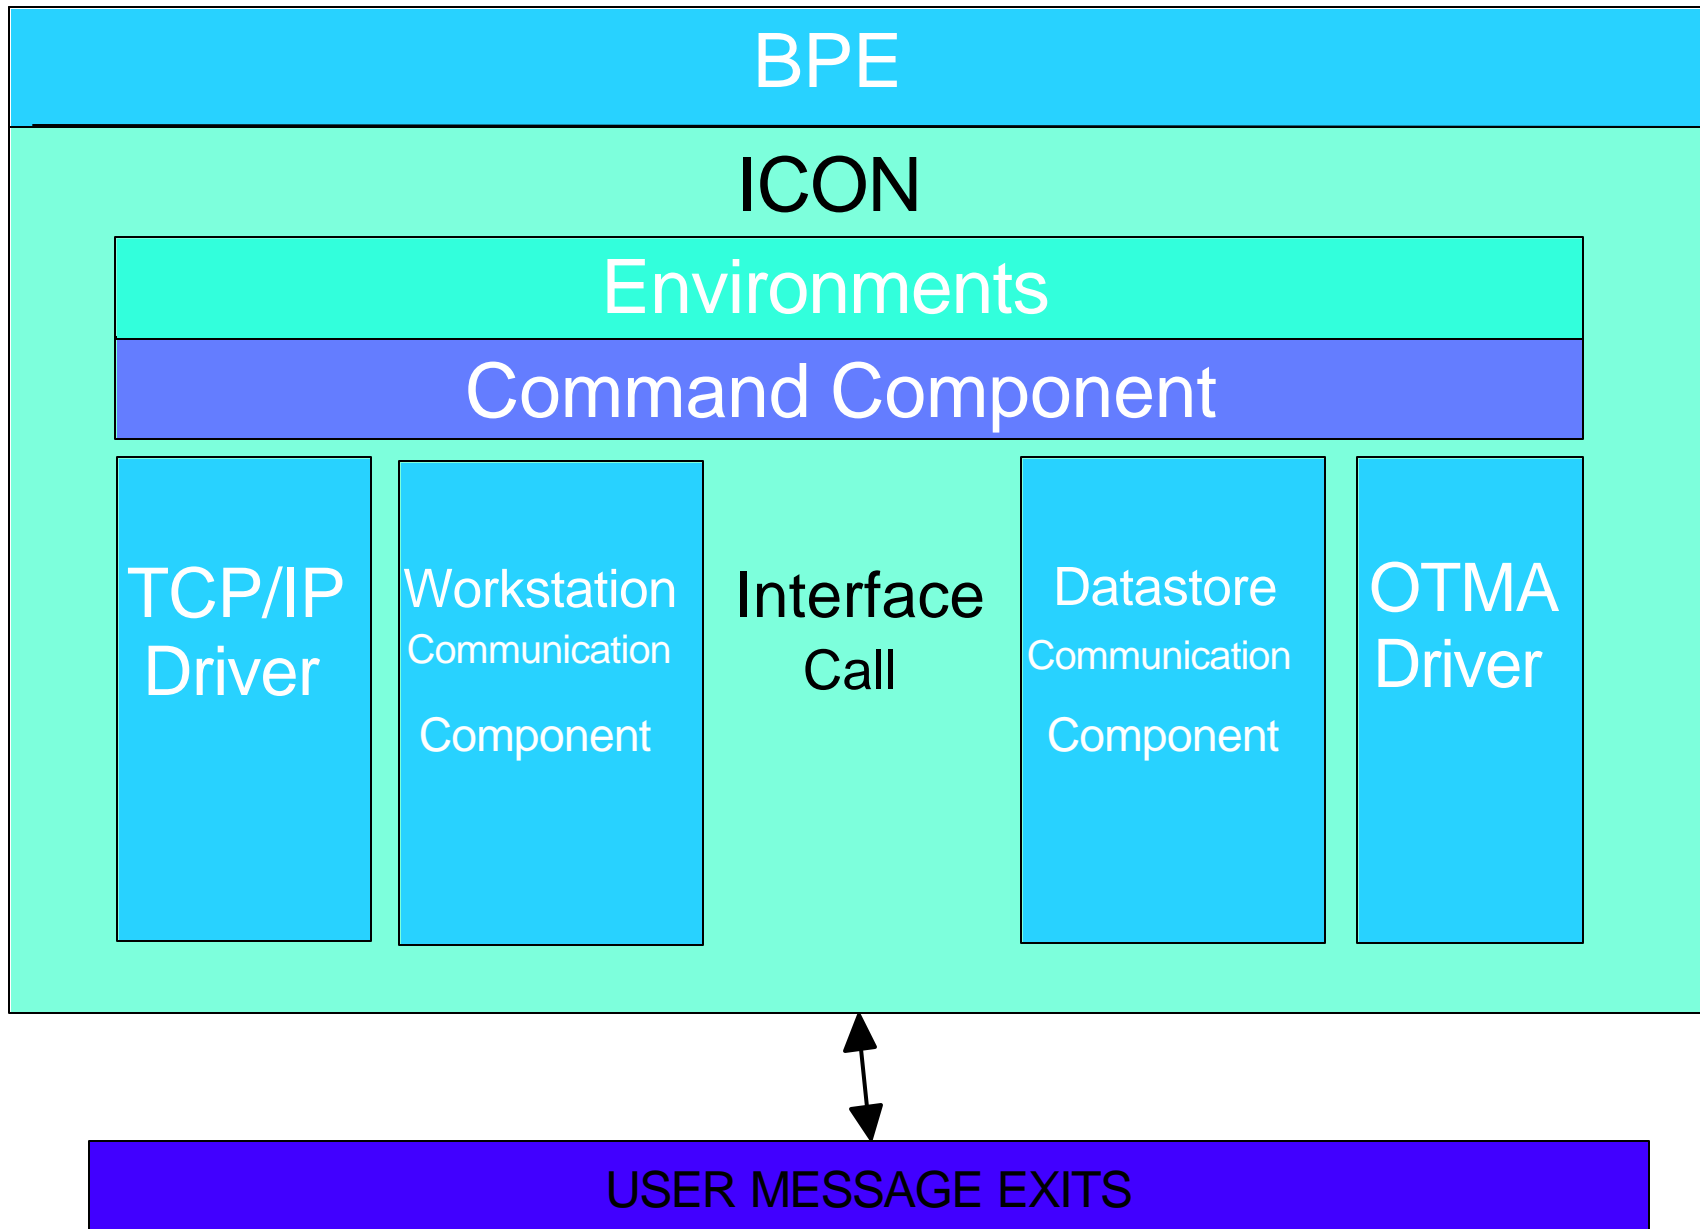 BPE
ICON
Environments
Command Component
TCP/IP
Driver
Workstation
Communication
Component
Interface
Call
Datastore
Communication
Component
OTMA
Driver
USER MESSAGE EXITS